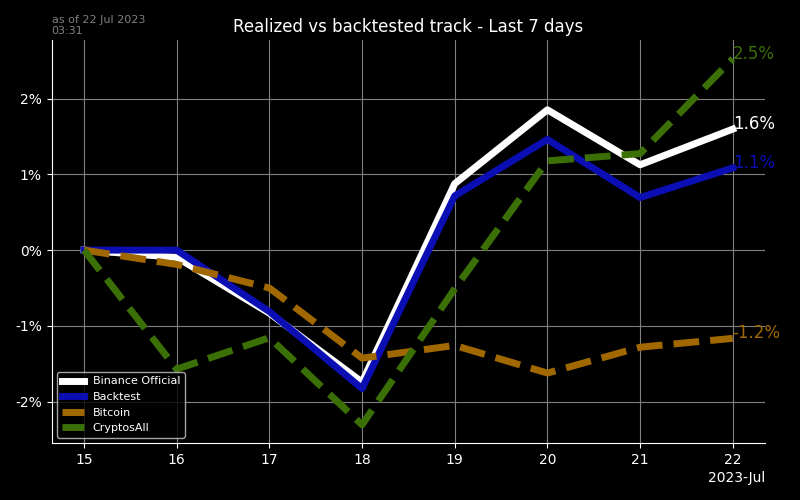 as of 22 Jul 2023
03:31
Realized vs backtested track - Last 7 days
2.5%
2%
1.6%
1.1%
1%
0%
-1%
-1.2%
-2%
Binance Official
Backtest
Bitcoin
CryptosAll
15 16 17 18 19 20 21 22
2023-Jul